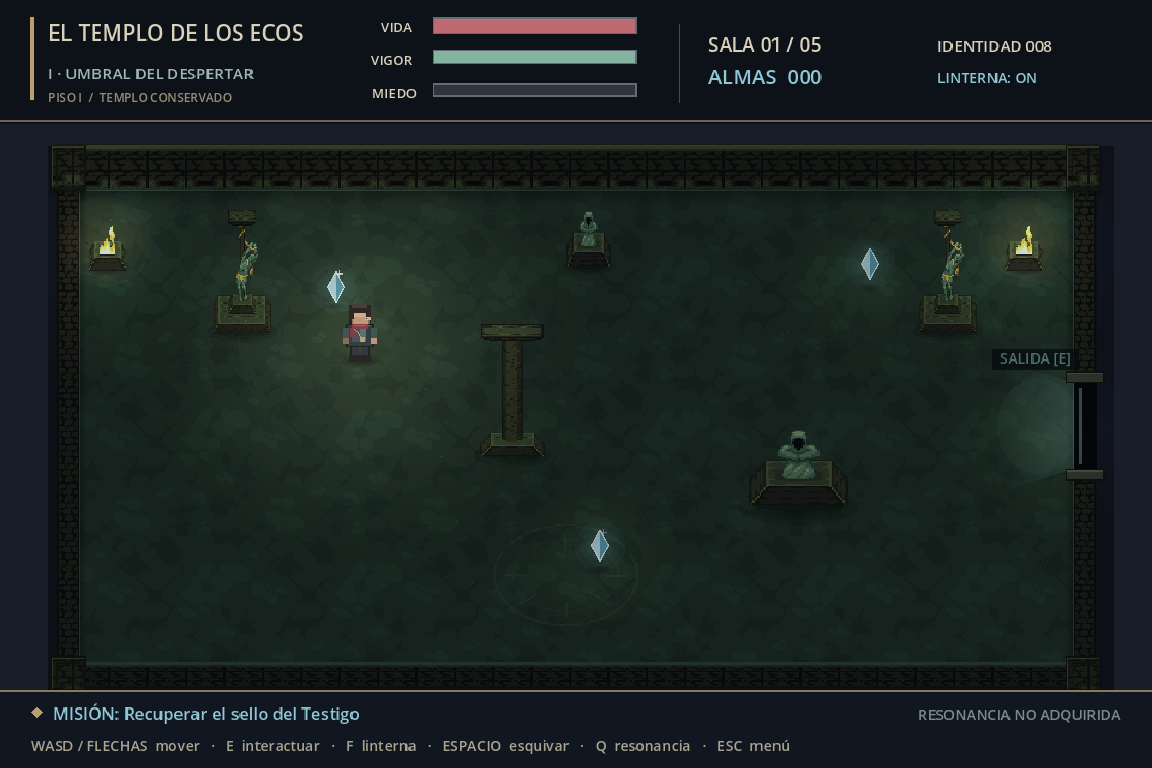 EL TEMPLO DE LOS ECOS
I · UMBRAL DEL DESPERTAR
PISO I / TEMPLO CONSERVADO
VIDA
VIGOR
MIEDO
SALA 01 / 05
ALMAS 000
IDENTIDAD 008
LINTERNA: ON
SALIDA [E]
MISIÓN: Recuperar el sello del Testigo
RESONANCIA NO ADQUIRIDA
WASD / FLECHAS mover · E interactuar · F linterna · ESPACIO esquivar · Q resonancia · ESC menú